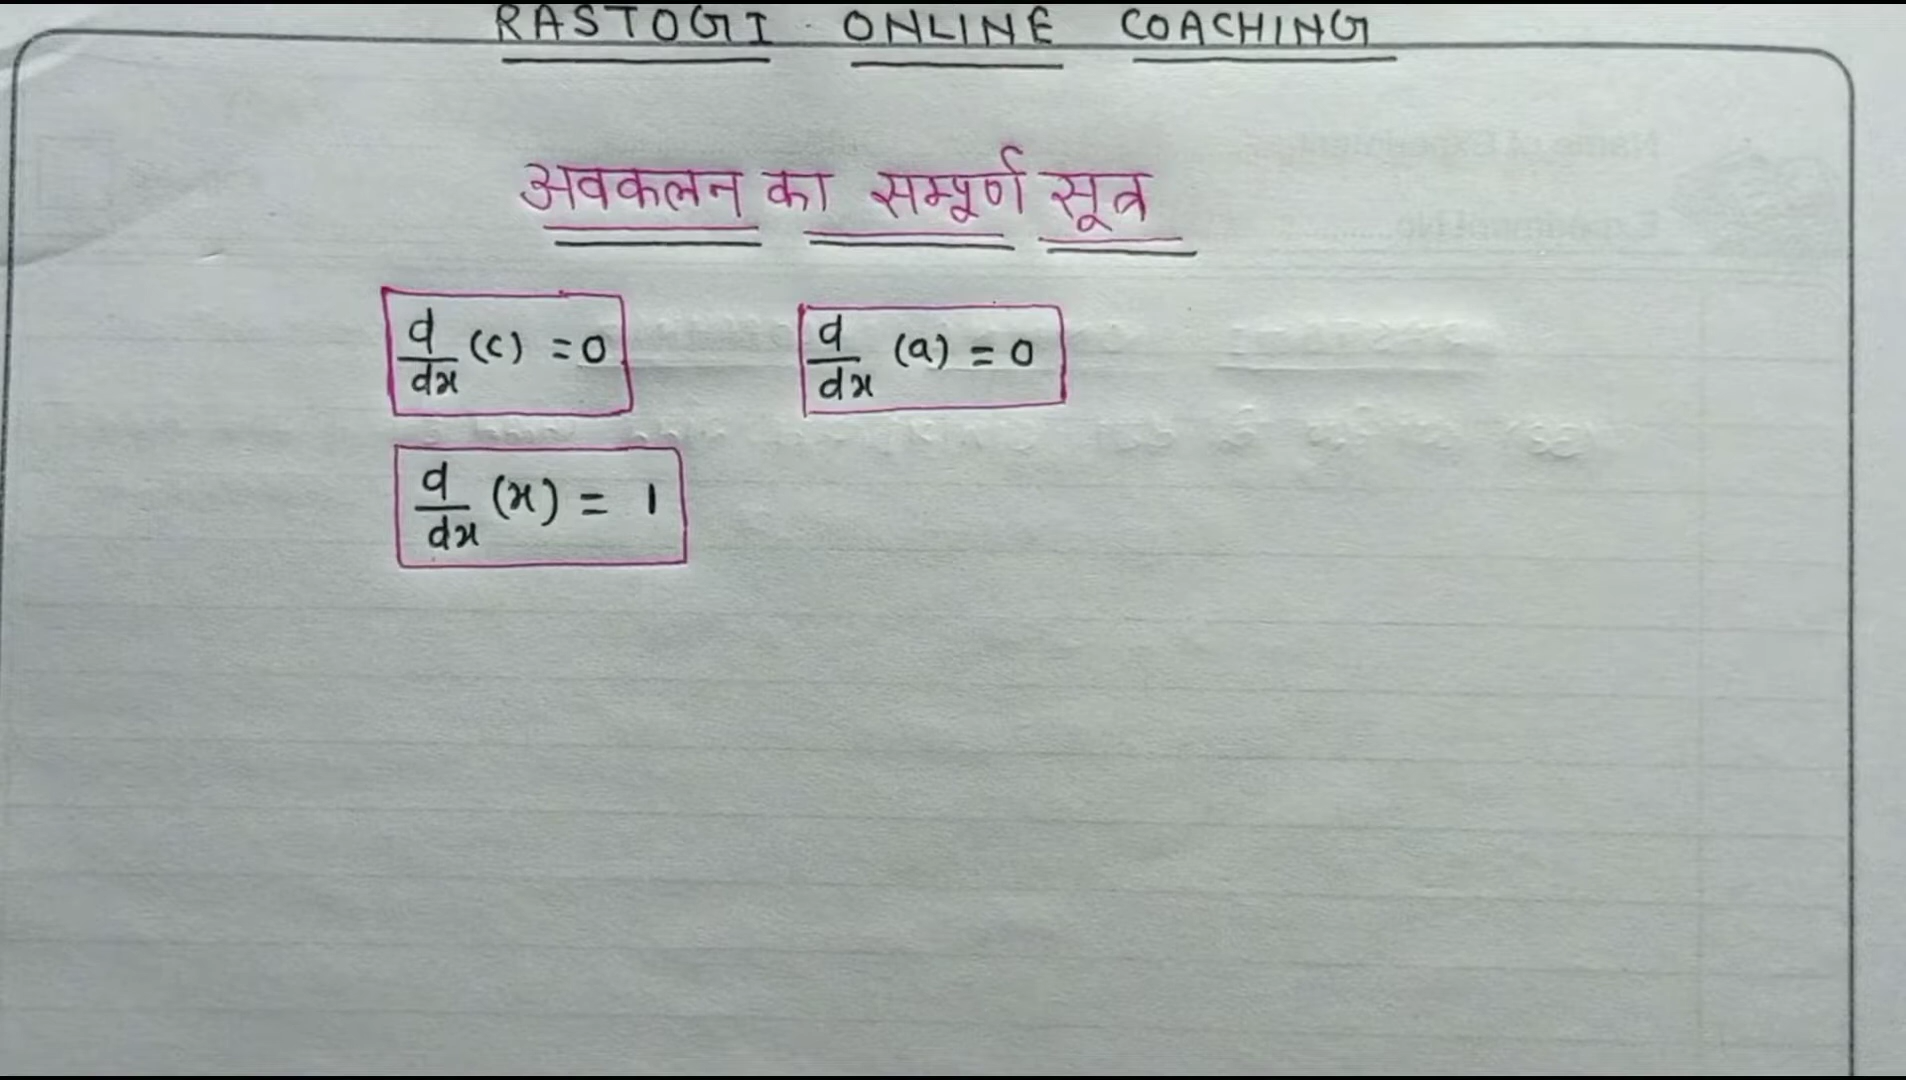 RASTOGI ONLINE COACHING
अवकलन का सम्पूर्ण सूत्र
d/dx (c) = 0
d/dx (a) = 0
d/dx (x) = 1